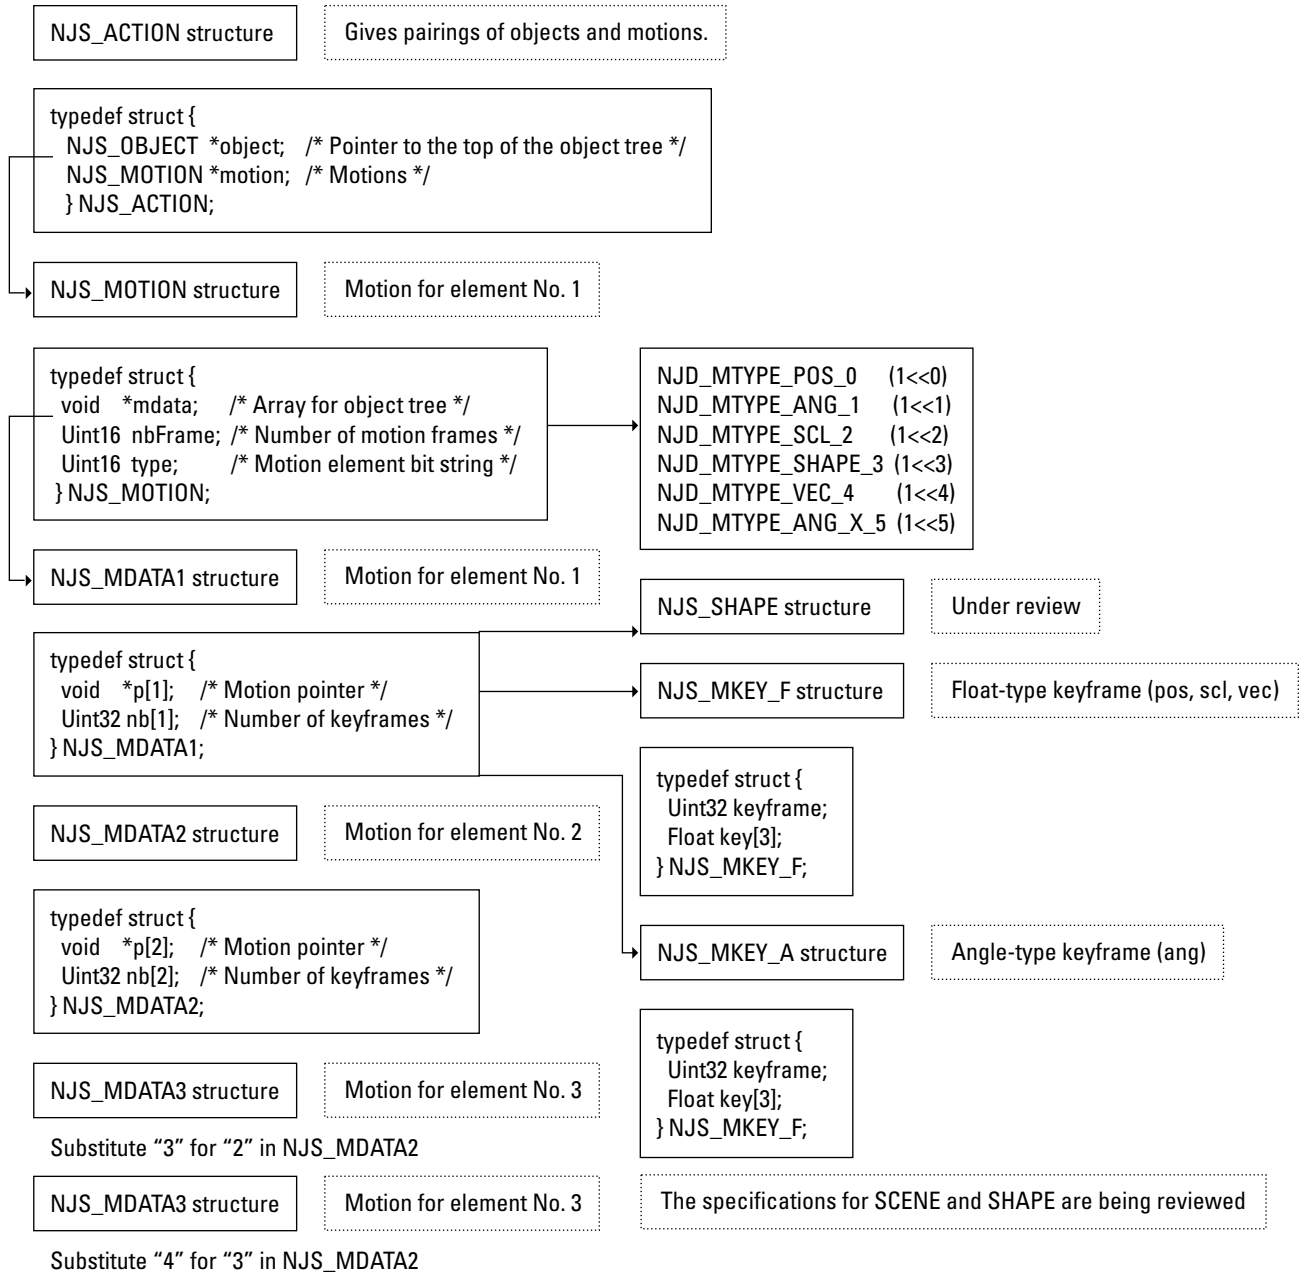 NJS_ACTION structure
Gives pairings of objects and motions.
typedef struct {
NJS_OBJECT *object; /* Pointer to the top of the object tree */
NJS_MOTION *motion; /* Motions */
} NJS_ACTION;
NJS_MOTION structure
Motion for element No. 1
typedef struct {
void *mdata; /* Array for object tree */
Uint16 nbFrame; /* Number of motion frames */
Uint16 type; /* Motion element bit string */
} NJS_MOTION;
NJD_MTYPE_POS_0 (1<<0)
NJD_MTYPE_ANG_1 (1<<1)
NJD_MTYPE_SCL_2 (1<<2)
NJD_MTYPE_SHAPE_3 (1<<3)
NJD_MTYPE_VEC_4 (1<<4)
NJD_MTYPE_ANG_X_5 (1<<5)
NJS_MDATA1 structure
Motion for element No. 1
typedef struct {
void *p[1]; /* Motion pointer */
Uint32 nb[1]; /* Number of keyframes */
} NJS_MDATA1;
NJS_SHAPE structure
Under review
NJS_MKEY_F structure
Float-type keyframe (pos, scl, vec)
typedef struct {
Uint32 keyframe;
Float key[3];
} NJS_MKEY_F;
NJS_MDATA2 structure
Motion for element No. 2
typedef struct {
void *p[2]; /* Motion pointer */
Uint32 nb[2]; /* Number of keyframes */
} NJS_MDATA2;
NJS_MKEY_A structure
Angle-type keyframe (ang)
typedef struct {
Uint32 keyframe;
Float key[3];
} NJS_MKEY_F;
NJS_MDATA3 structure
Motion for element No. 3
Substitute “3” for “2” in NJS_MDATA2
NJS_MDATA3 structure
Motion for element No. 3
The specifications for SCENE and SHAPE are being reviewed
Substitute “4” for “3” in NJS_MDATA2